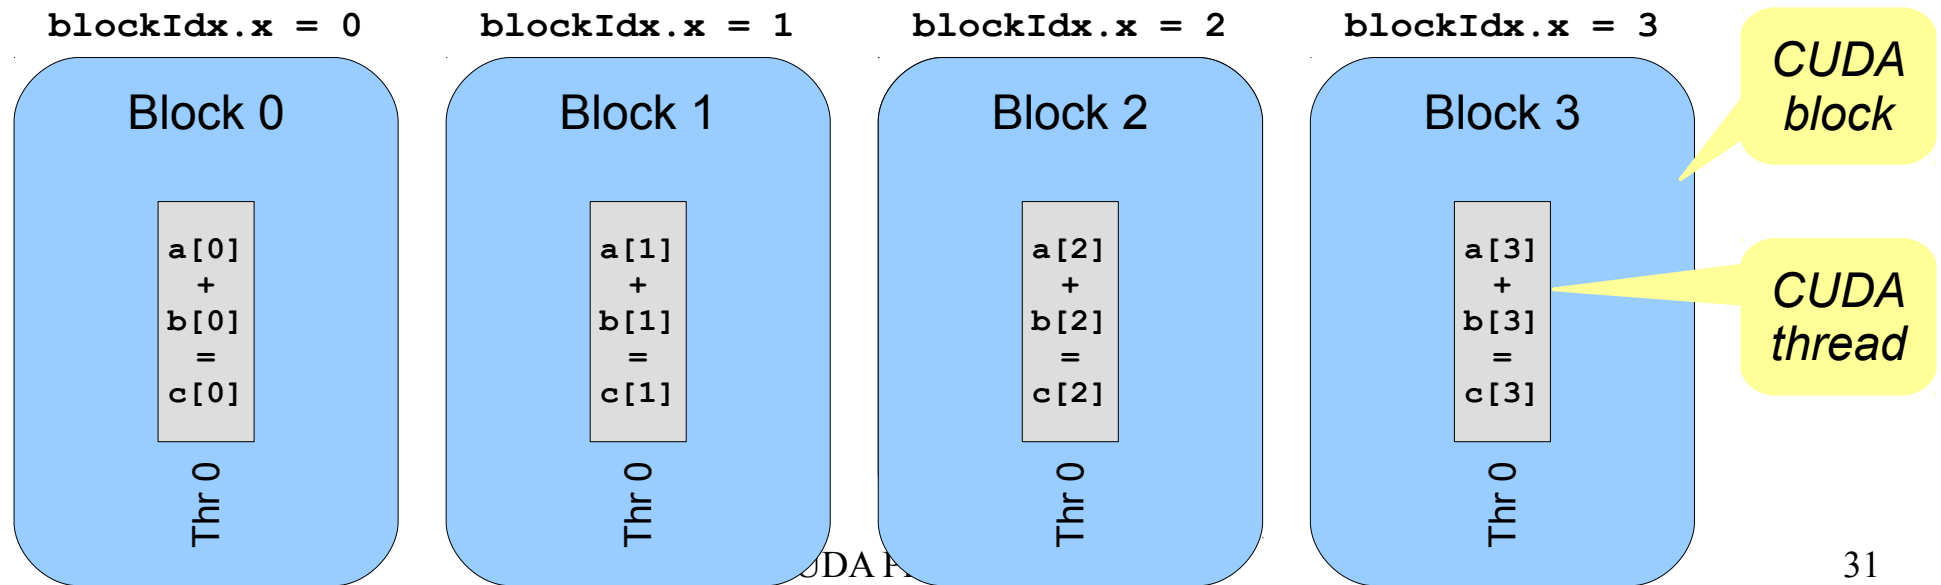 blockIdx.x = 0
blockIdx.x = 1
blockIdx.x = 2
blockIdx.x = 3
CUDA
block
Block 0
Block 1
Block 2
Block 3
a[0]
+
b[0]
=
c[0]
Thr 0
a[1]
+
b[1]
=
c[1]
Thr 0
a[2]
+
b[2]
=
c[2]
Thr 0
a[3]
+
b[3]
=
c[3]
Thr 0
CUDA
thread
31